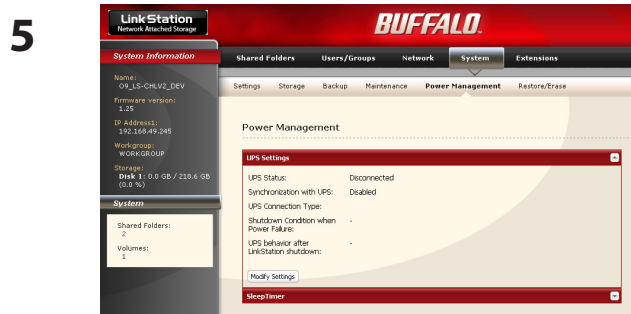 5
LinkStation
Network Attached Storage
BUFFALO
System Information
Shared Folders Users/Groups Network System Extensions
Settings Storage Backup Maintenance Power Management Restore/Erase
Name:
O9_LS-CHLV2_DEV
Firmware version:
1.25
IP Address1:
192.168.49.245
Workgroup:
WORKGROUP
Storage:
Disk 1: 0.0 GB / 218.6 GB
(0.0 %)
System
Shared Folders:
2
Volumes:
1
Power Management
UPS Settings
UPS Status: Disconnected
Synchronization with UPS: Disabled
UPS Connection Type:
Shutdown Condition when -
Power Failure:
UPS behavior after -
LinkStation shutdown:
Modify Settings
SleepTimer